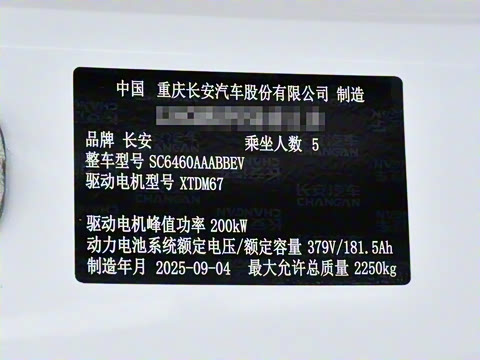 中国 重庆长安汽车股份有限公司 制造
品牌 长安 乘坐人数 5
整车型号 SC6460AAABBEV
驱动电机型号 XTDM67
驱动电机峰值功率 200kW
动力电池系统额定电压/额定容量 379V/181.5Ah
制造年月 2025-09-04 最大允许总质量 2250kg